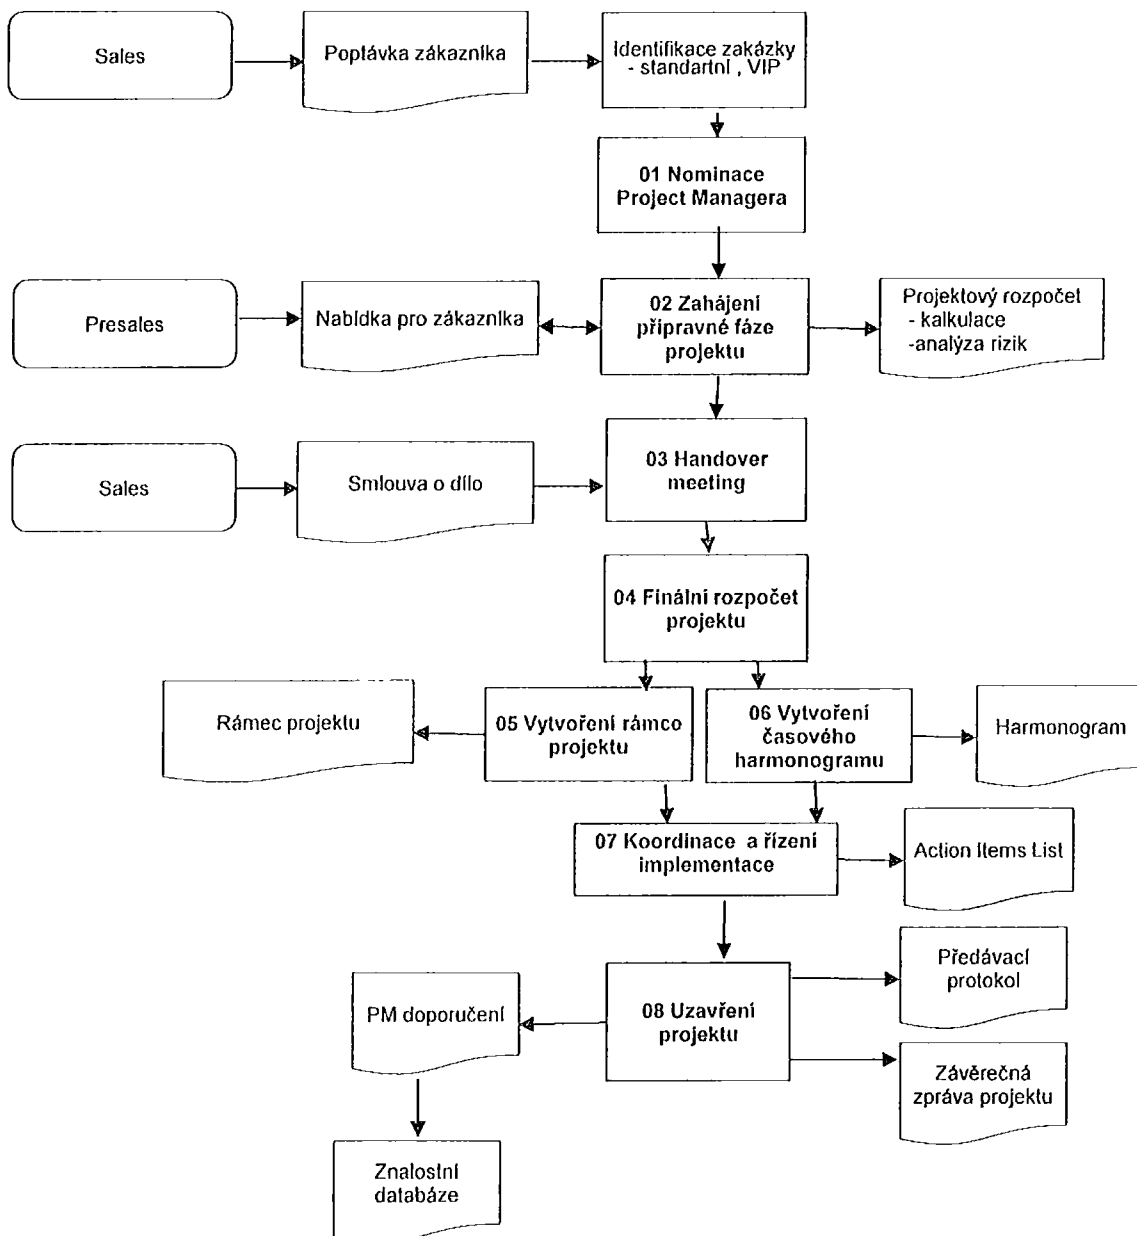 Sales
Poptávka zákazníka
Identifikace zakázky
- standartní , VIP
01 Nominace
Project Managera
Presales
Nabídka pro zákazníka
02 Zahájení
přípravné fáze
projektu
Projektový rozpočet
- kalkulace
-analýza rizik
Sales
Smlouva o dílo
03 Handover
meeting
04 Finální rozpočet
projektu
Rámec projektu
05 Vytvoření rámco
projektu
06 Vytvoření
časového
harmonogramu
Harmonogram
07 Koordinace a řízení
implementace
Action Items List
PM doporučení
08 Uzavření
projektu
Předávací
protokol
Závěrečná
zpráva projektu
Znalostní
databáze